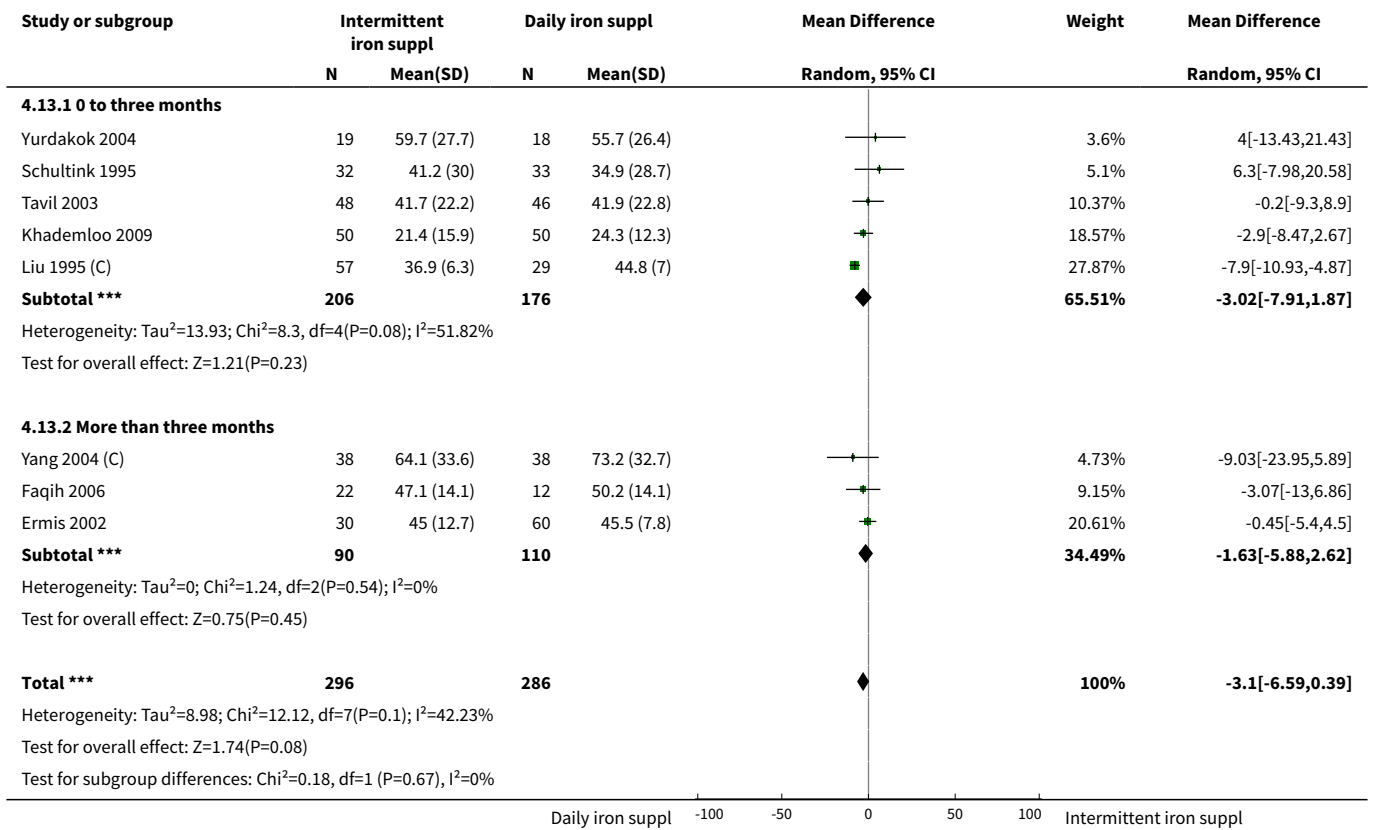 Study or subgroup Intermittent iron suppl Daily iron suppl Mean Difference Weight Mean Difference
N Mean(SD) N Mean(SD) Random, 95% CI Random, 95% CI
4.13.1 0 to three months
Yurdakok 2004 19 59.7 (27.7) 18 55.7 (26.4) 3.6% 4[-13.43,21.43]
Schultink 1995 32 41.2 (30) 33 34.9 (28.7) 5.1% 6.3[-7.98,20.58]
Tavil 2003 48 41.7 (22.2) 46 41.9 (22.8) 10.37% -0.2[-9.3,8.9]
Khademloo 2009 50 21.4 (15.9) 50 24.3 (12.3) 18.57% -2.9[-8.47,2.67]
Liu 1995 (C) 57 36.9 (6.3) 29 44.8 (7) 27.87% -7.9[-10.93,-4.87]
Subtotal *** 206 176 65.51% -3.02[-7.91,1.87]
Heterogeneity: Tau²=13.93; Chi²=8.3, df=4(P=0.08); I²=51.82%
Test for overall effect: Z=1.21(P=0.23)
4.13.2 More than three months
Yang 2004 (C) 38 64.1 (33.6) 38 73.2 (32.7) 4.73% -9.03[-23.95,5.89]
Faqih 2006 22 47.1 (14.1) 12 50.2 (14.1) 9.15% -3.07[-13,6.86]
Ermis 2002 30 45 (12.7) 60 45.5 (7.8) 20.61% -0.45[-5.4,4.5]
Subtotal *** 90 110 34.49% -1.63[-5.88,2.62]
Heterogeneity: Tau²=0; Chi²=1.24, df=2(P=0.54); I²=0%
Test for overall effect: Z=0.75(P=0.45)
Total *** 296 286 100% -3.1[-6.59,0.39]
Heterogeneity: Tau²=8.98; Chi²=12.12, df=7(P=0.1); I²=42.23%
Test for overall effect: Z=1.74(P=0.08)
Test for subgroup differences: Chi²=0.18, df=1 (P=0.67), I²=0%
Daily iron suppl -100 -50 0 50 100 Intermittent iron suppl